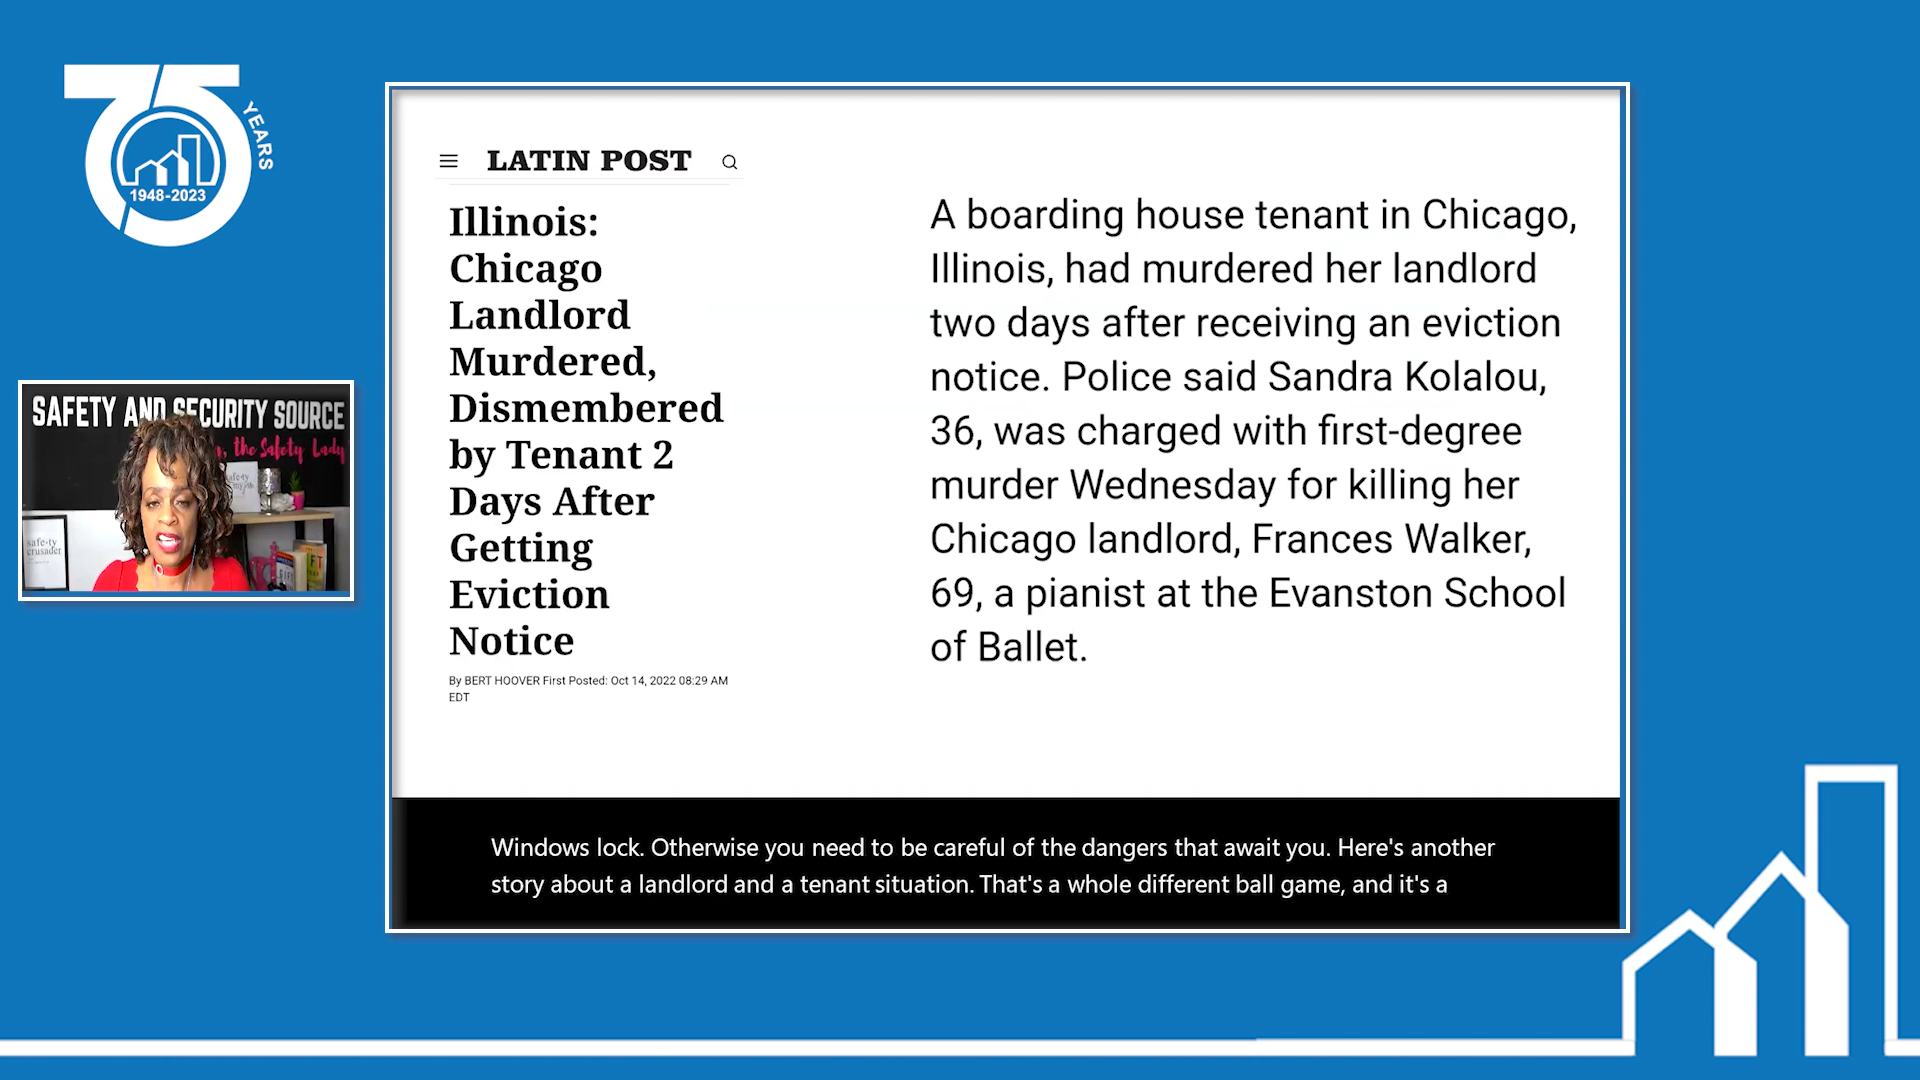 75
YEARS
1948-2023
SAFETY AND SECURITY SOURCE
the Safety Lady
safe-ty
crusader
LATIN POST
Illinois:
Chicago
Landlord
Murdered,
Dismembered
by Tenant 2
Days After
Getting
Eviction
Notice
By BERT HOOVER First Posted: Oct 14, 2022 08:29 AM
EDT
A boarding house tenant in Chicago,
Illinois, had murdered her landlord
two days after receiving an eviction
notice. Police said Sandra Kolalou,
36, was charged with first-degree
murder Wednesday for killing her
Chicago landlord, Frances Walker,
69, a pianist at the Evanston School
of Ballet.
Windows lock. Otherwise you need to be careful of the dangers that await you. Here's another
story about a landlord and a tenant situation. That's a whole different ball game, and it's a